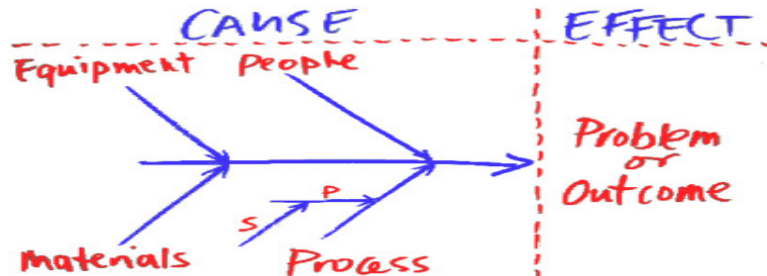 CAUSE EFFECT
Equipment People
Problem
or
Outcome
P
S
Materials Process